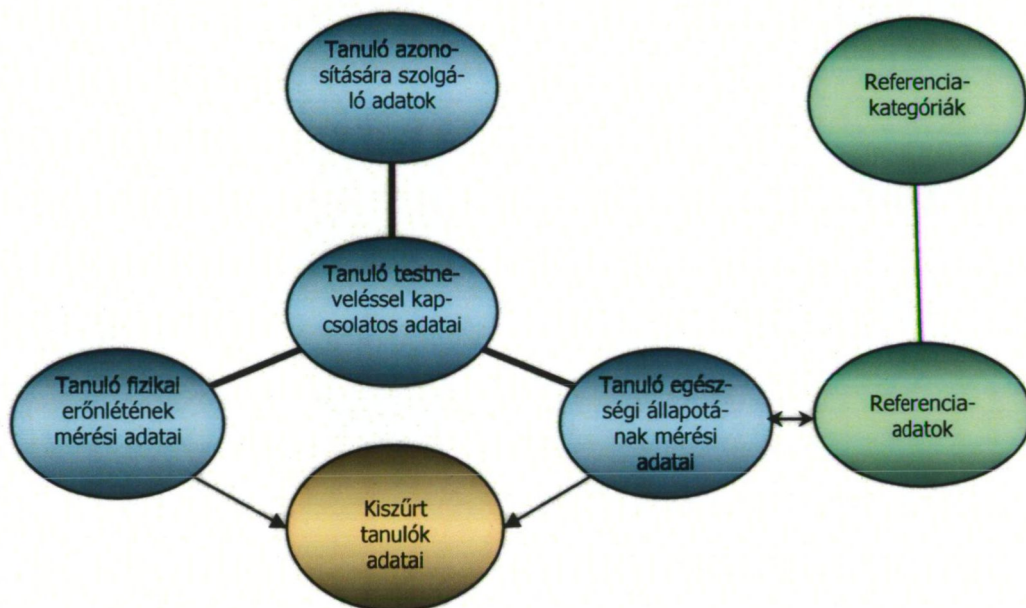 Tanuló azono-
sítására szolgá-
ló adatok
Referencia-
kategóriák
Tanuló testne-
veléssel kap-
csolatos adatai
Tanuló fizikai
erőnlétének
mérési adatai
Tanuló egész-
ségi állapotá-
nak mérési
adatai
Referencia-
adatok
Kiszűrt
tanulók
adatai